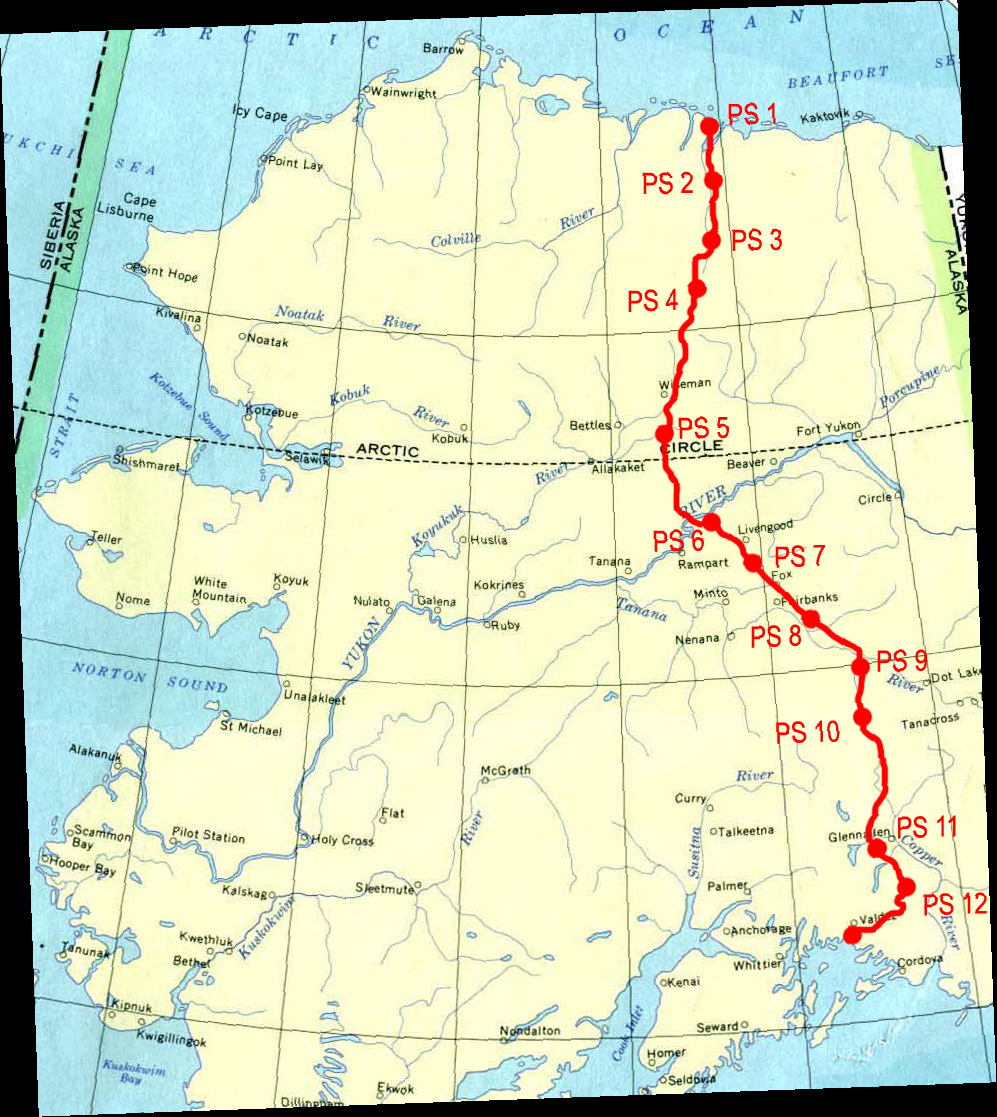 ARCTIC
OCEAN
Barrow
BEAUFORT
SE
Wainwright
PS 1
Icy Cape
Kaktovik
UKCHI
SEA
Point Lay
PS 2
Cape
Lisburne
River
Colville
PS 3
SIBERIA
ALASKA
YUKO
ALASKA
Point Hope
PS 4
Kivalina
Noatak
River
Noatak
Wiseman
Kotzebue Sound
Kobuk
River
Porcupine
STRAIT
Kotzebue
Bettles
PS 5
Fort Yukon
Kobuk
ARCTIC
CIRCLE
Shishmaref
Selawik
River
Allakaket
Beaver
Circle
RIVER
Koyukuk
Teller
Huslia
PS 6
Livengood
PS 7
Rampart
Tanana
Fox
White
Mountain
Koyuk
Kokrines
Minto
Fairbanks
Nome
Nulato
Galena
Tanana
Ruby
Nenana
PS 8
YUKON
PS 9
NORTON SOUND
River
Dot Lake
Unalakleet
St Michael
Tanacross
PS 10
Alakanuk
McGrath
River
Curry
Flat
Talkeetna
Scammon
Bay
Pilot Station
Holy Cross
River
Susitna
Glennallen
PS 11
Copper
Hooper Bay
Kalskag
Sleetmute
Palmer
PS 12
Kuskokwim
Valdez
River
Anchorage
Kwethluk
Tanunak
Bethel
Whittier
Cordova
Kenai
Kipnuk
Kwigillingok
Nondalton
Cook Inlet
Seward
Homer
Kuskokwim
Bay
Seldovia
Ekwok
Dillingham